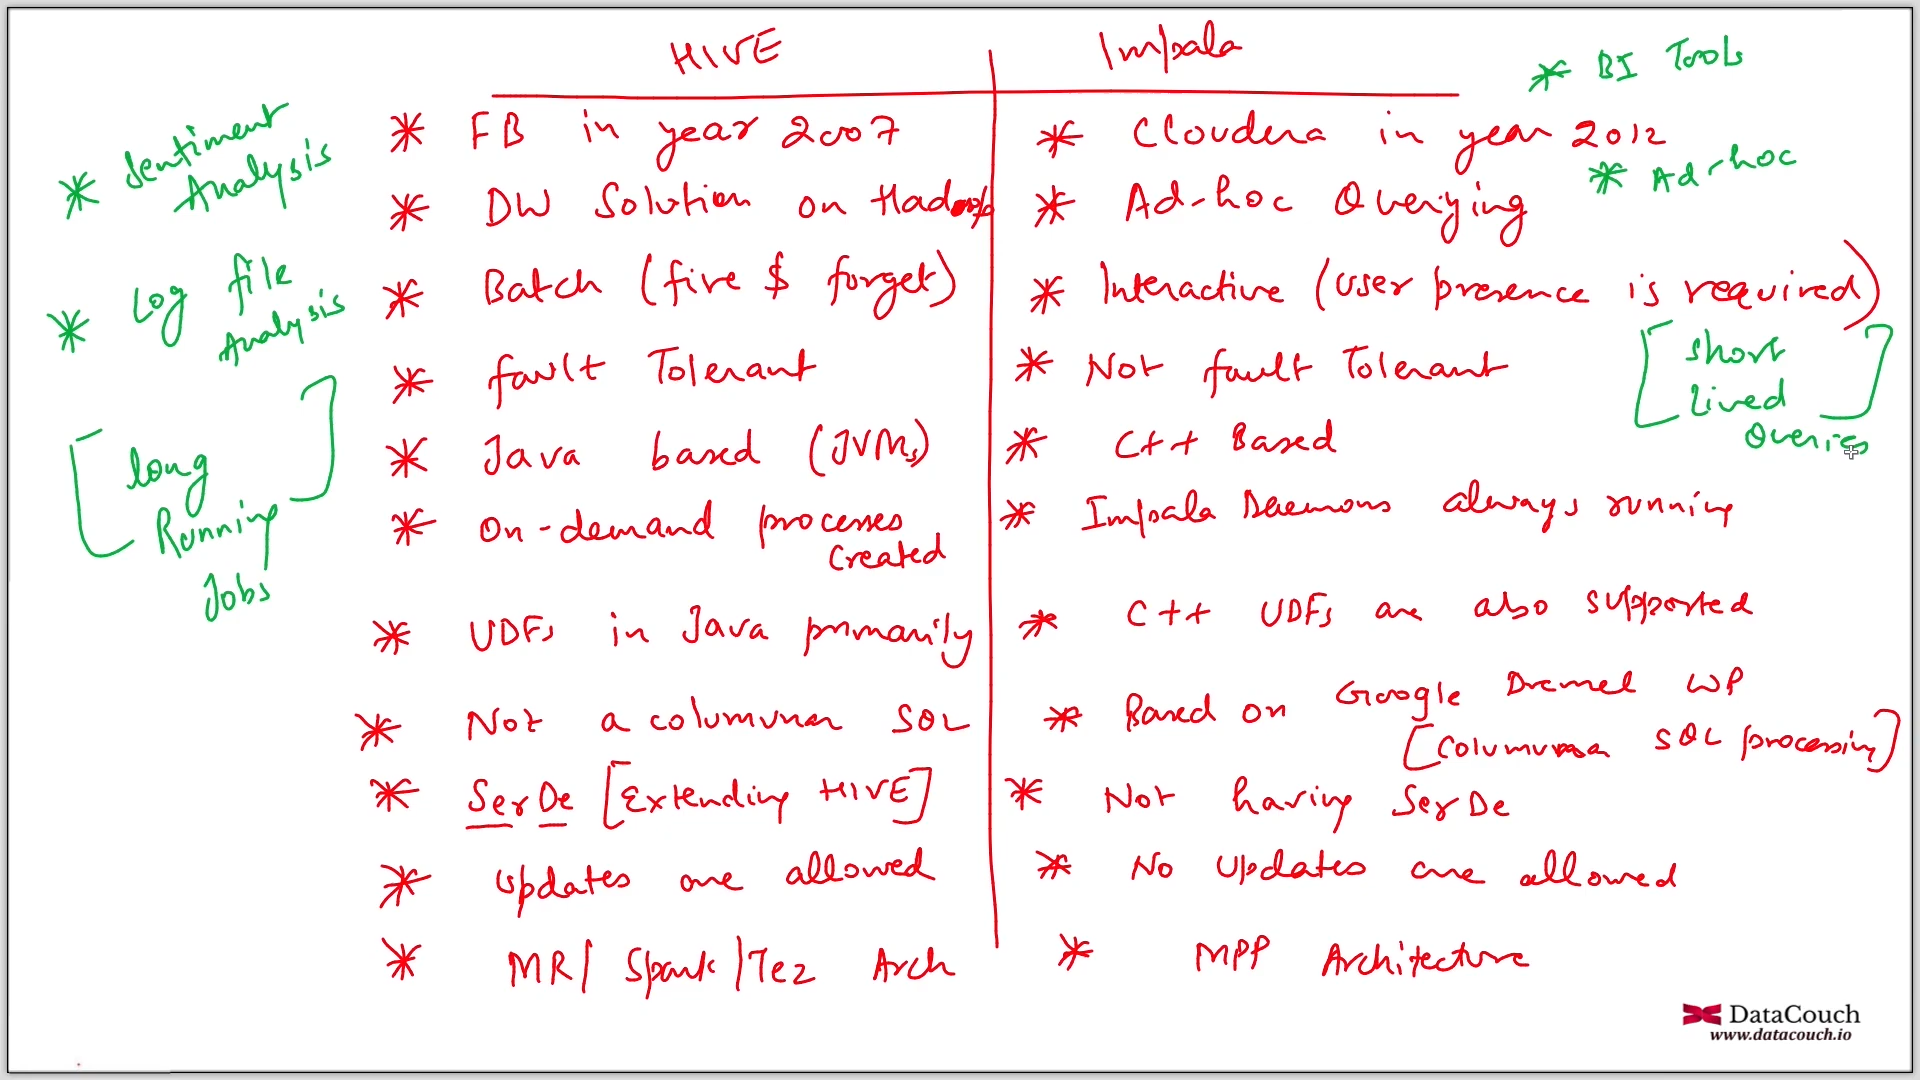 HIVE
Impala
* FB in year 2007
* DW Solution on Hadoop
* Batch (fire $ forget)
* fault Tolerant
* Java based (JVMs)
* On-demand processes
created
* UDFs in Java primarily
* Not a columunar SQL
* SerDe [Extending HIVE]
* updates are allowed
* MR/ Spark/Tez Arch
* Cloudera in year 2012
* Ad-hoc Querying
* Interactive (user presence is required)
* Not fault Tolerant
* C++ Based
* Impala Daemons always running
* C++ UDFs are also supported
* Based on Google Dremel WP
[Columunar SQL processing]
* Not having SerDe
* No updates are allowed
* MPP Architecture
* Sentiment
Analysis
* Log file
Analysis
[long
Running]
Jobs
* BI Tools
* Ad-hoc
[short
lived]
Queries
DataCouch
www.datacouch.io